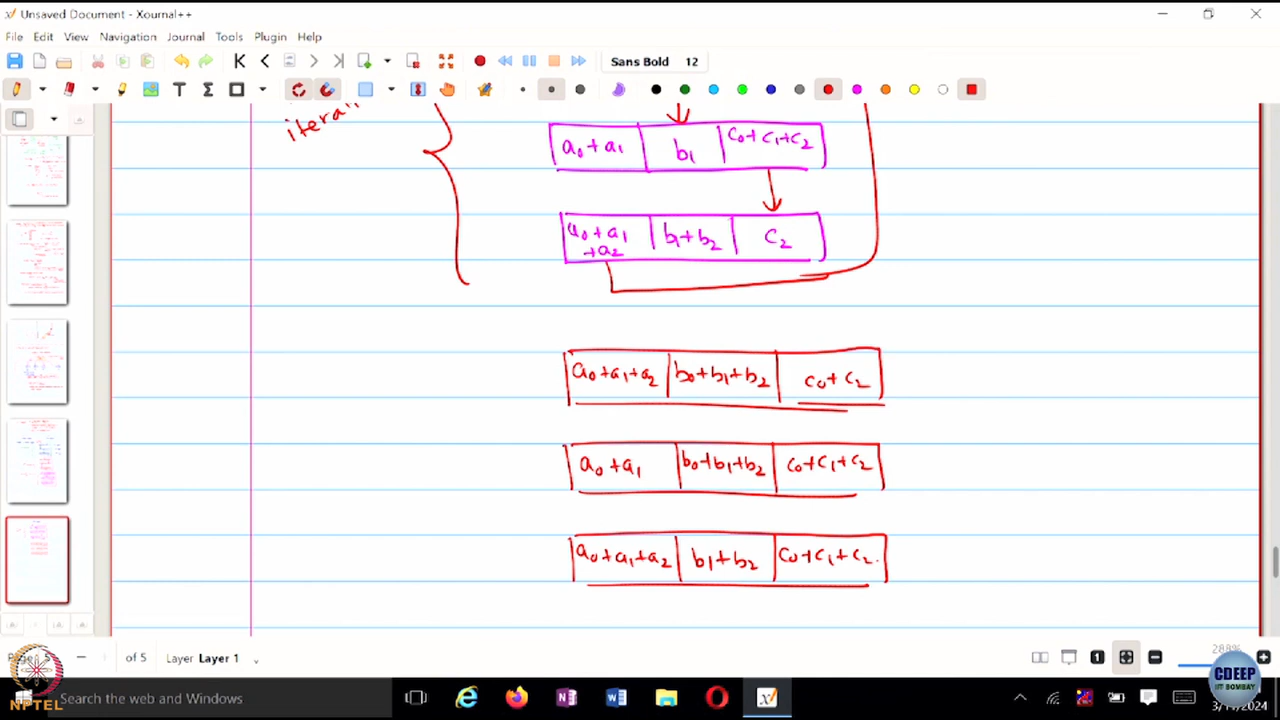 Unsaved Document - Xournal++
File Edit View Navigation Journal Tools Plugin Help
Sans Bold 12
a0+a1 b1 c0+c1+c2
a0+a1+a2 b1+b2 c2
a0+a1+a2 b0+b1+b2 c0+c2
a0+a1 b0+b1+b2 c0+c1+c2
a0+a1+a2 b1+b2 c0+c1+c2.
of 5 Layer Layer 1
288%
Search the web and Windows
NPTEL
CDEEP
IIT BOMBAY